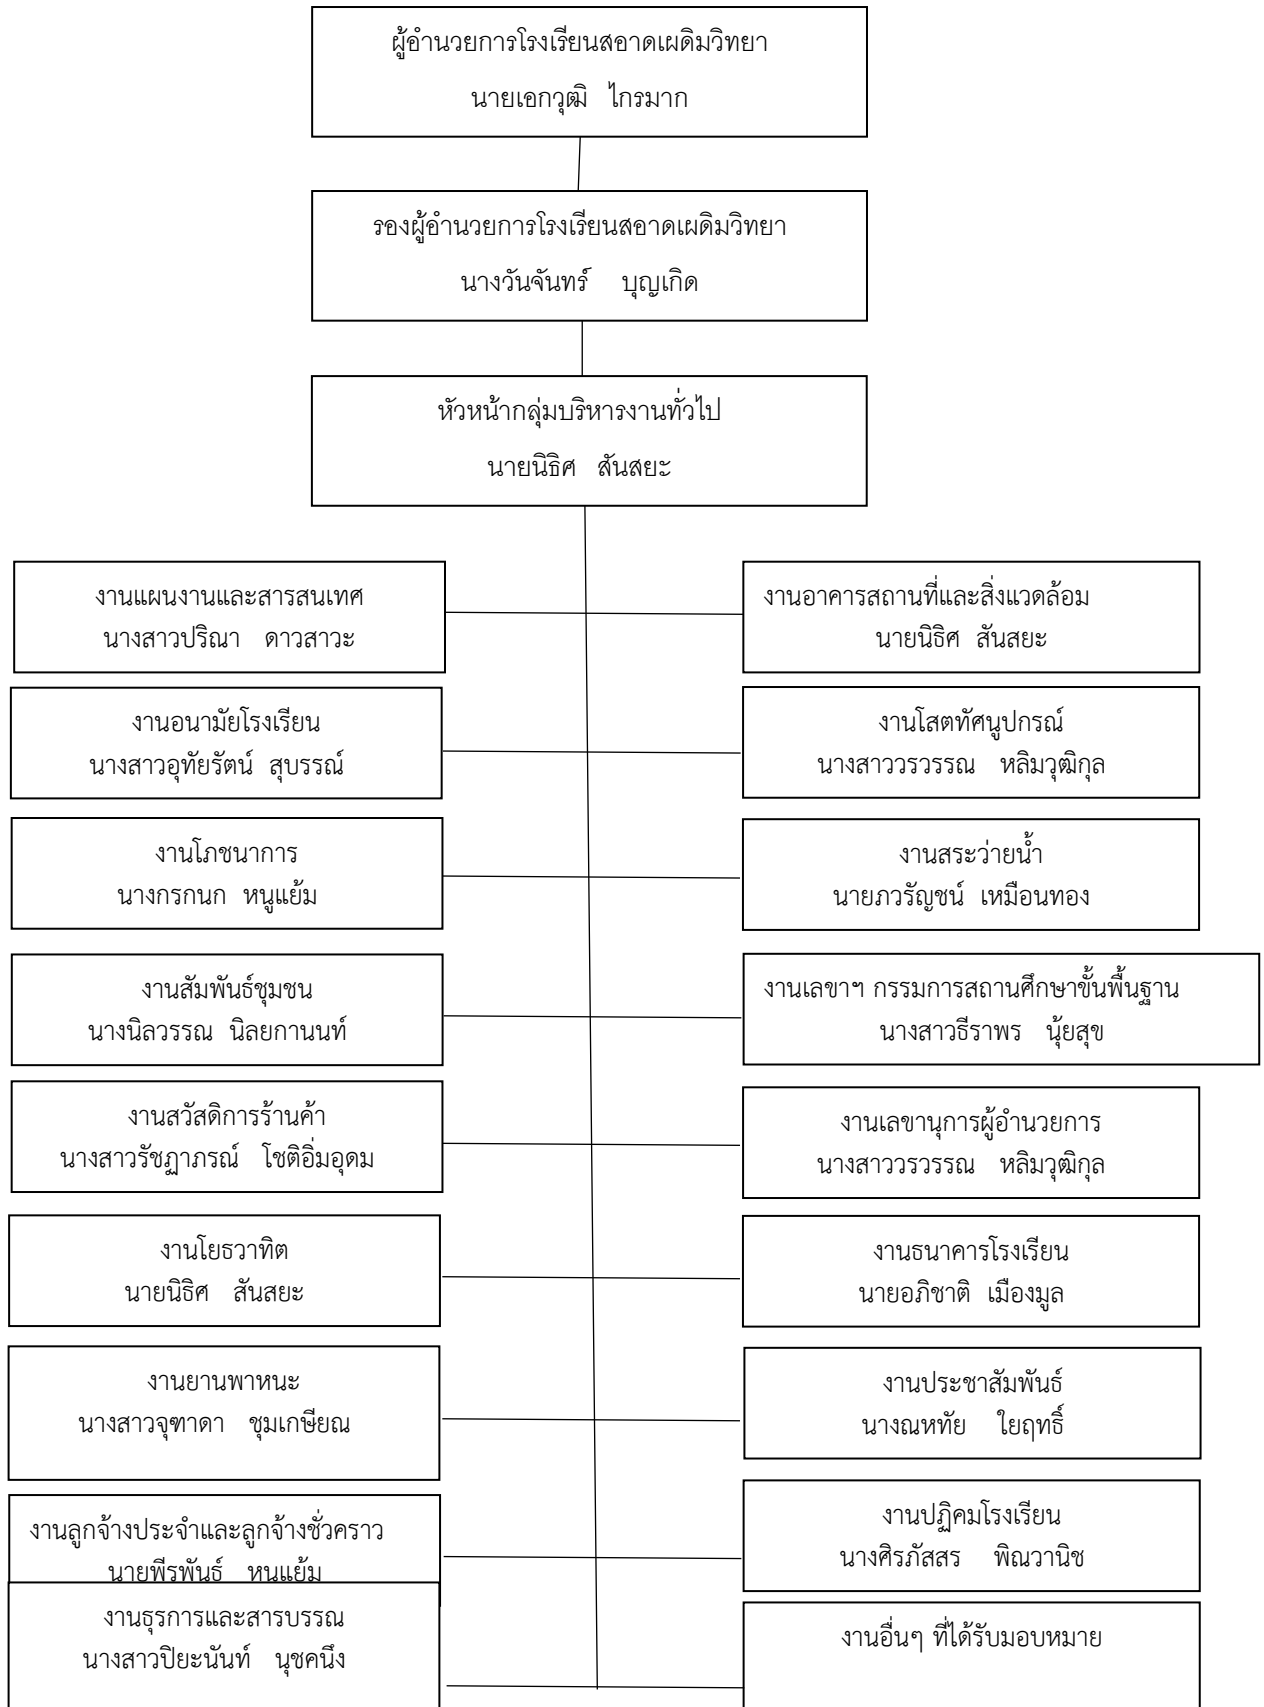 ผู้อำนวยการโรงเรียนสอาดเผดิมวิทยา
นายเอกวุฒิ ไกรมาก
รองผู้อำนวยการโรงเรียนสอาดเผดิมวิทยา
นางวันจันทร์ บุญเกิด
หัวหน้ากลุ่มบริหารงานทั่วไป
นายนิธิศ สันสยะ
งานแผนงานและสารสนเทศ
นางสาวปริณา ดาวสาวะ
งานอาคารสถานที่และสิ่งแวดล้อม
นายนิธิศ สันสยะ
งานอนามัยโรงเรียน
นางสาวอุทัยรัตน์ สุบรรณ์
งานโสตทัศนูปกรณ์
นางสาววรวรรณ หลิมวุฒิกุล
งานโภชนาการ
นางกรกนก หนูแย้ม
งานสระว่ายน้ำ
นายภวรัญชน์ เหมือนทอง
งานสัมพันธ์ชุมชน
นางนิลวรรณ นิลยกานนท์
งานเลขาฯ กรรมการสถานศึกษาขั้นพื้นฐาน
นางสาวธีราพร นุ้ยสุข
งานสวัสดิการร้านค้า
นางสาวรัชฏาภรณ์ โชติอิ่มอุดม
งานเลขานุการผู้อำนวยการ
นางสาววรวรรณ หลิมวุฒิกุล
งานโยธวาทิต
นายนิธิศ สันสยะ
งานธนาคารโรงเรียน
นายอภิชาติ เมืองมูล
งานยานพาหนะ
นางสาวจุฑาดา ชุมเกษียณ
งานประชาสัมพันธ์
นางณหทัย ใยฤทธิ์
งานลูกจ้างประจำและลูกจ้างชั่วคราว
นายพีรพันธ์ หนูแย้ม
งานปฏิคมโรงเรียน
นางศิรภัสสร พิณวานิช
งานธุรการและสารบรรณ
นางสาวปิยะนันท์ นุชคนึง
งานอื่นๆ ที่ได้รับมอบหมาย